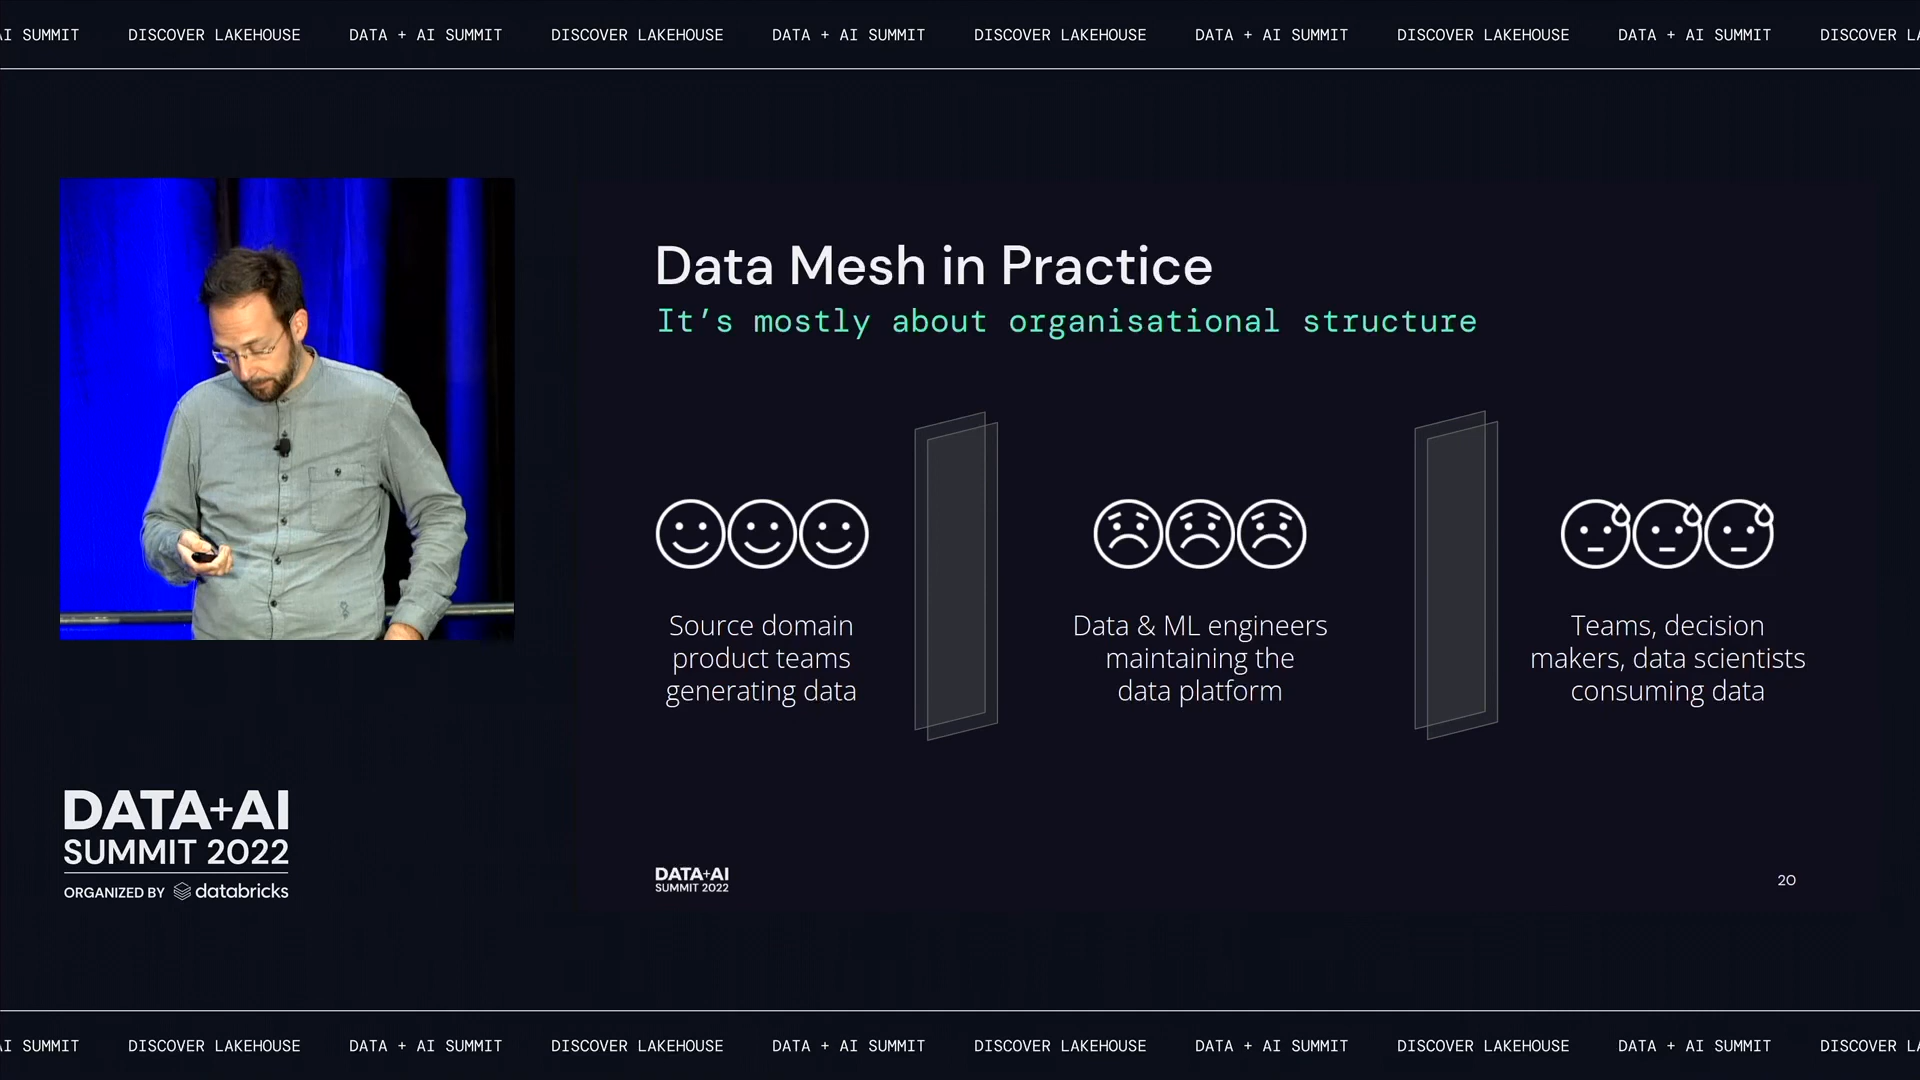 AI SUMMIT DISCOVER LAKEHOUSE DATA + AI SUMMIT DISCOVER LAKEHOUSE DATA + AI SUMMIT DISCOVER LAKEHOUSE DATA + AI SUMMIT DISCOVER LAKEHOUSE DATA + AI SUMMIT DISCOVER LA
Data Mesh in Practice
It’s mostly about organisational structure
Source domain
product teams
generating data
Data & ML engineers
maintaining the
data platform
Teams, decision
makers, data scientists
consuming data
DATA+AI
SUMMIT 2022
ORGANIZED BY databricks
DATA+AI
SUMMIT 2022
20
AI SUMMIT DISCOVER LAKEHOUSE DATA + AI SUMMIT DISCOVER LAKEHOUSE DATA + AI SUMMIT DISCOVER LAKEHOUSE DATA + AI SUMMIT DISCOVER LAKEHOUSE DATA + AI SUMMIT DISCOVER LA